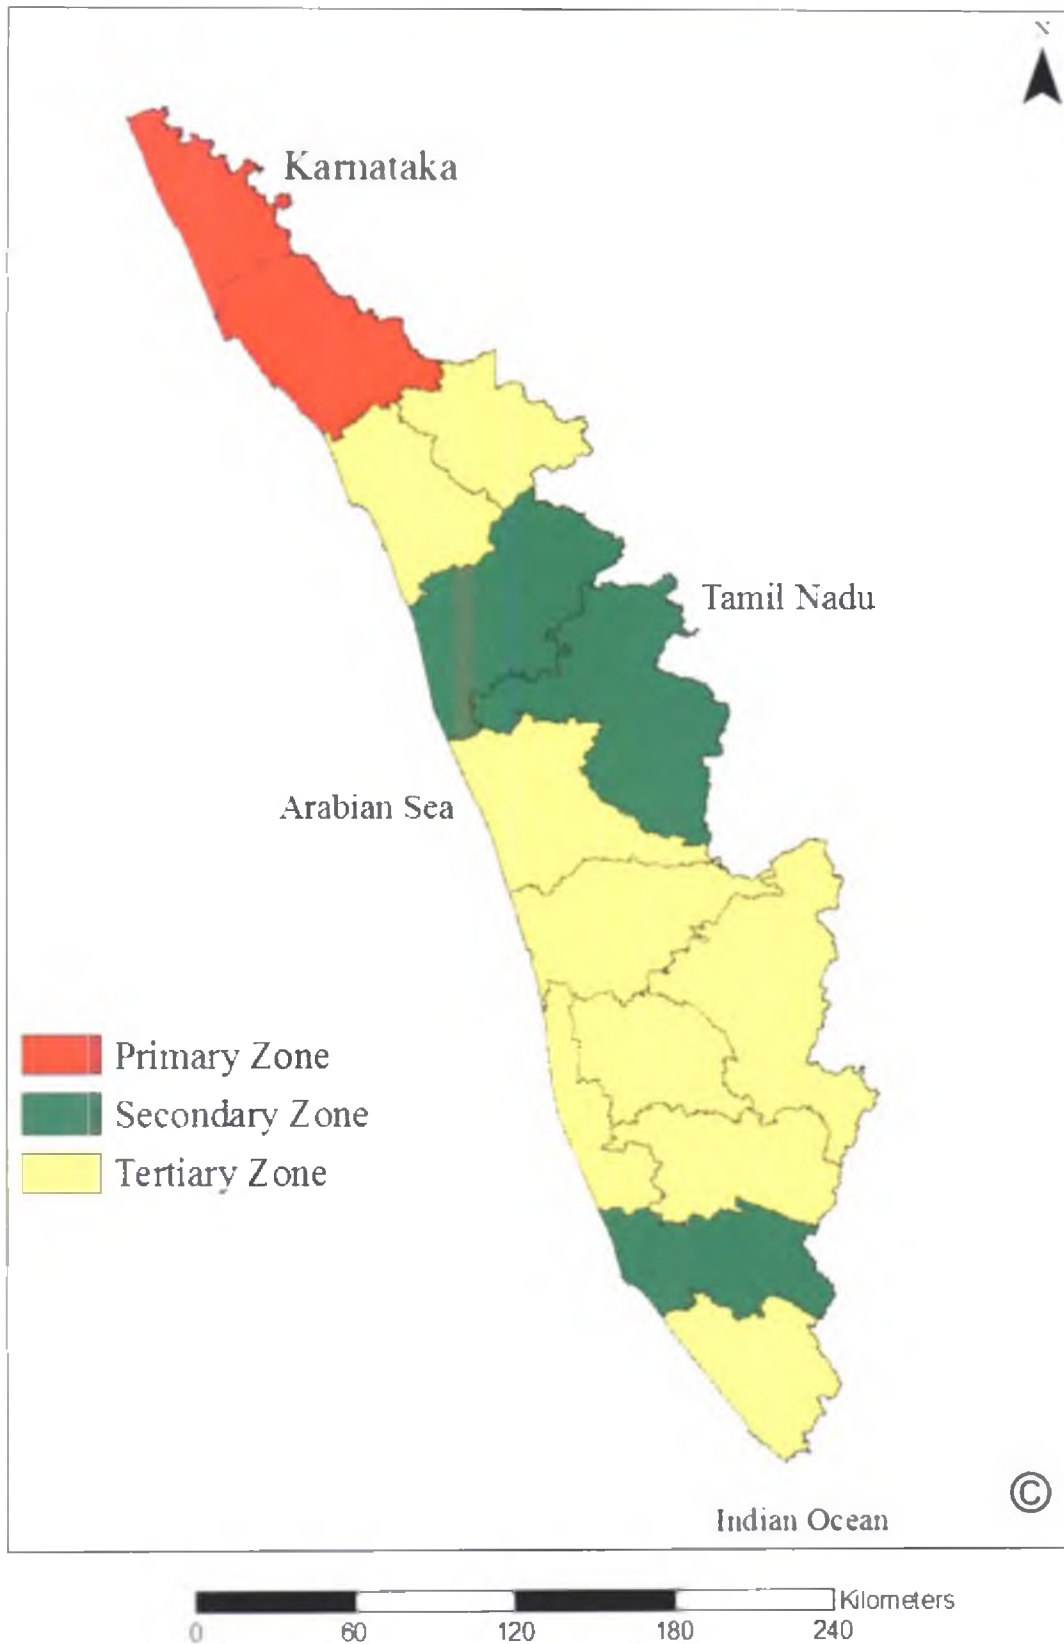 N
Karnataka
Tamil Nadu
Arabian Sea
Primary Zone
Secondary Zone
Tertiary Zone
©
Indian Ocean
Kilometers
0 60 120 180 240